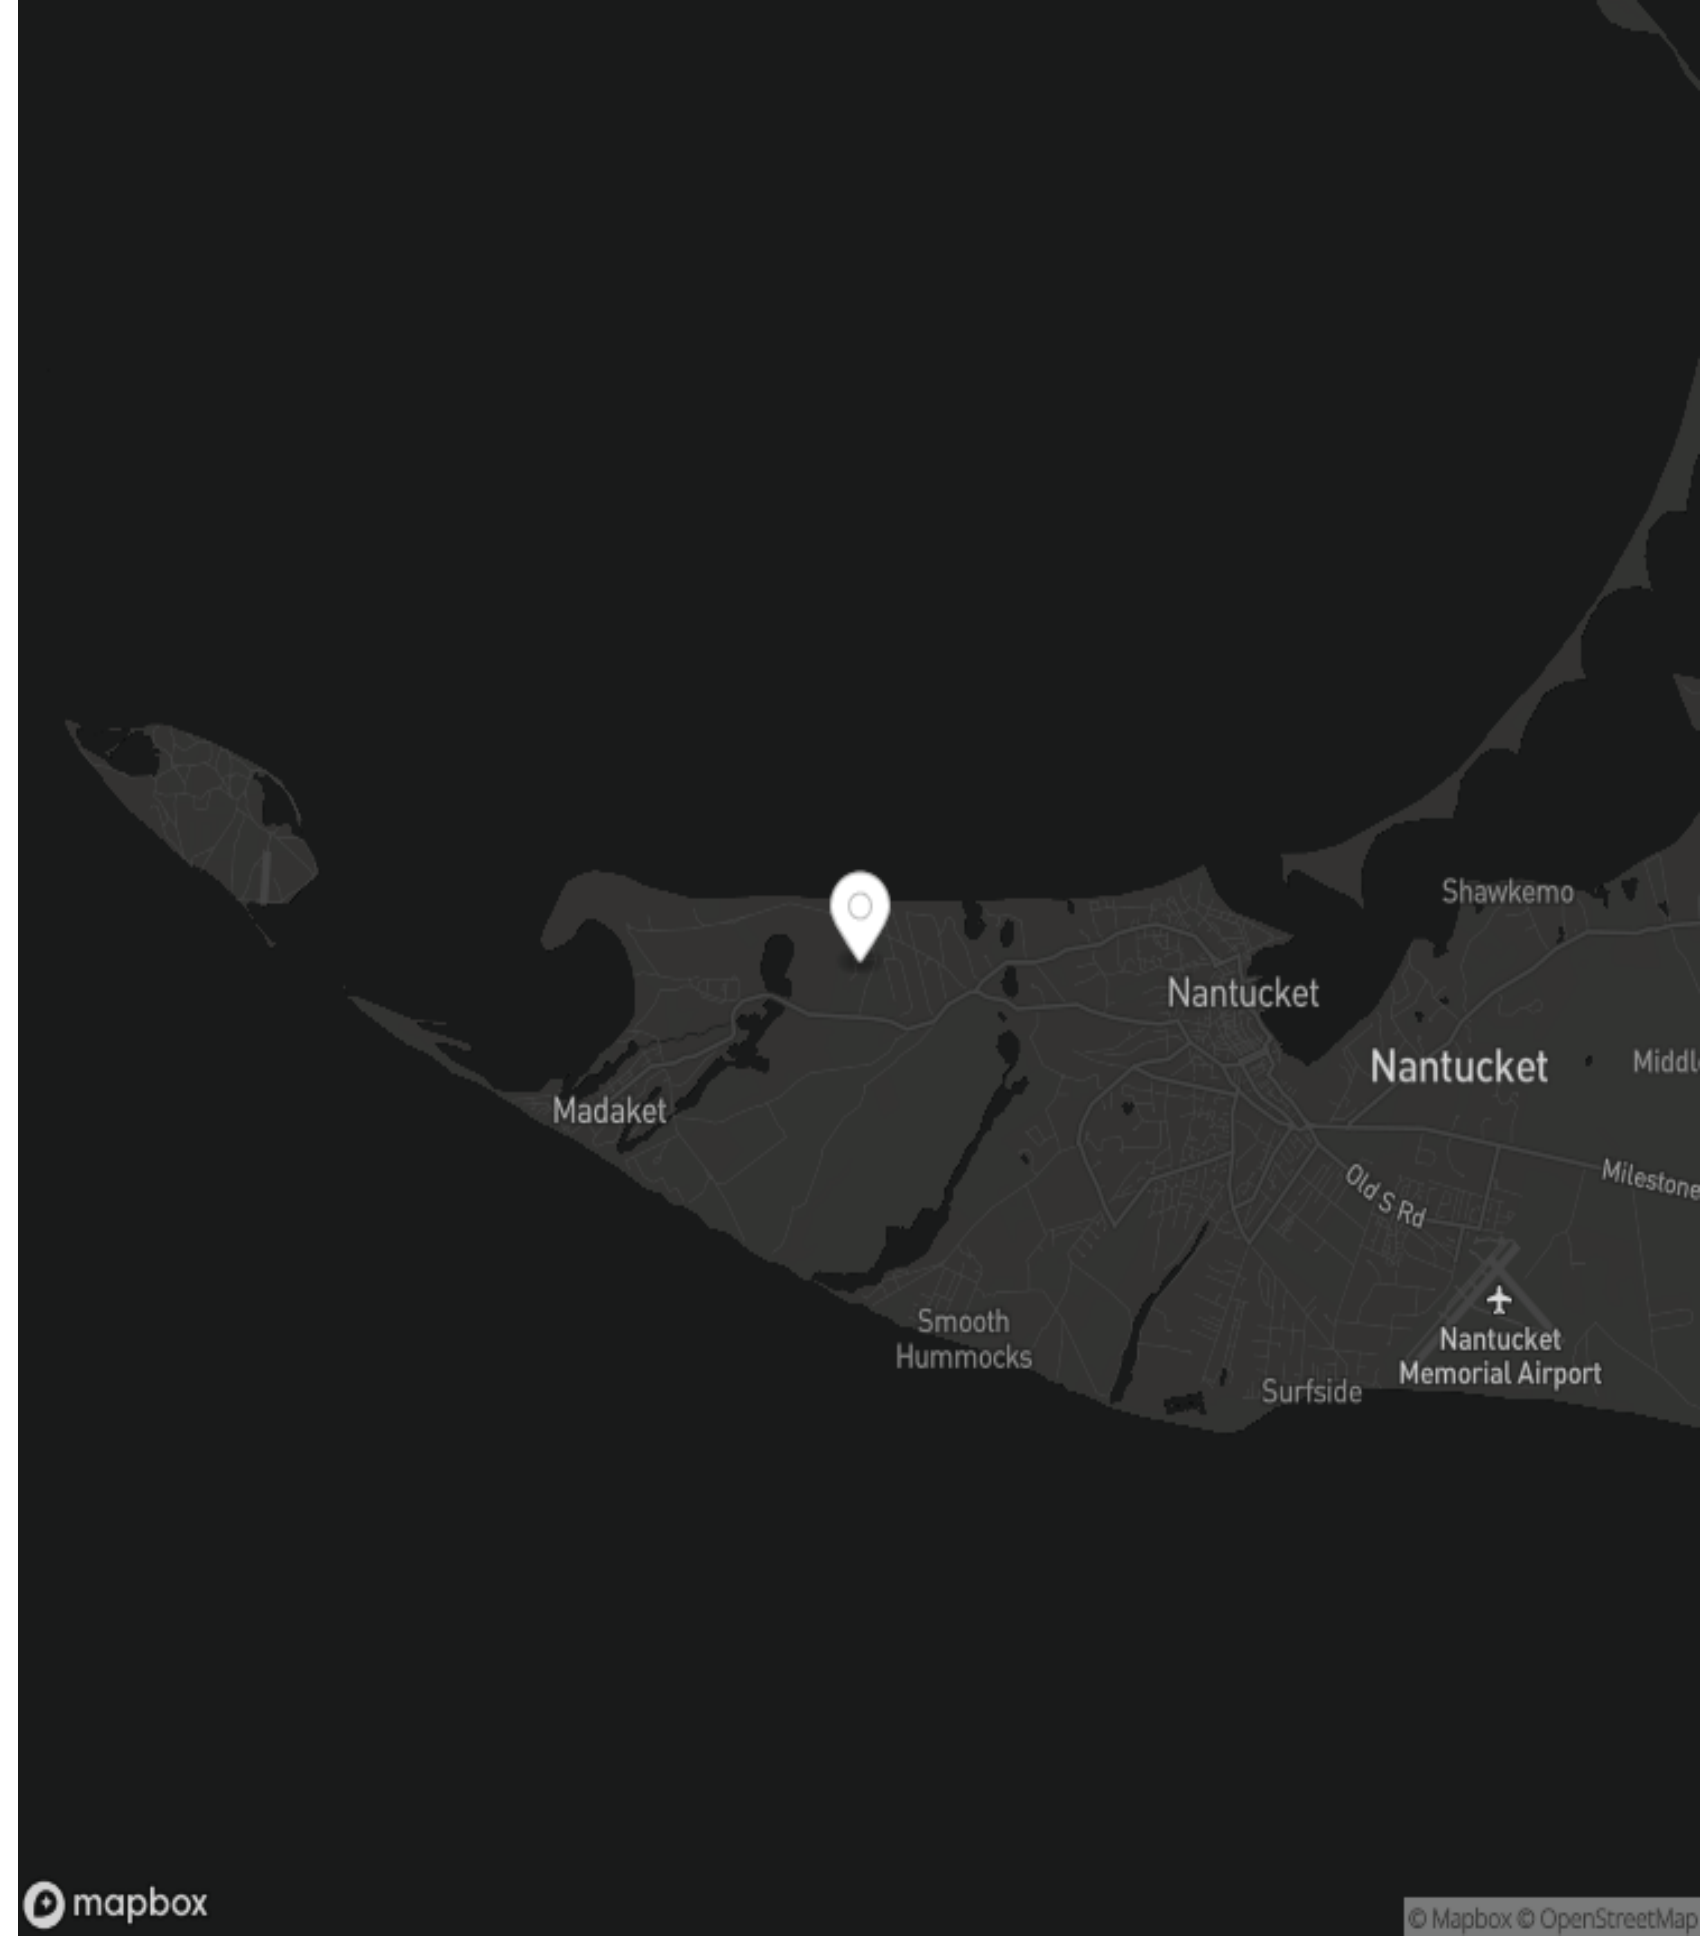 Shawkemo
Nantucket
Nantucket
Middl
Madaket
Old S Rd
Milestone
Smooth
Hummocks
Nantucket
Memorial Airport
Surfside
mapbox
© Mapbox © OpenStreetMap